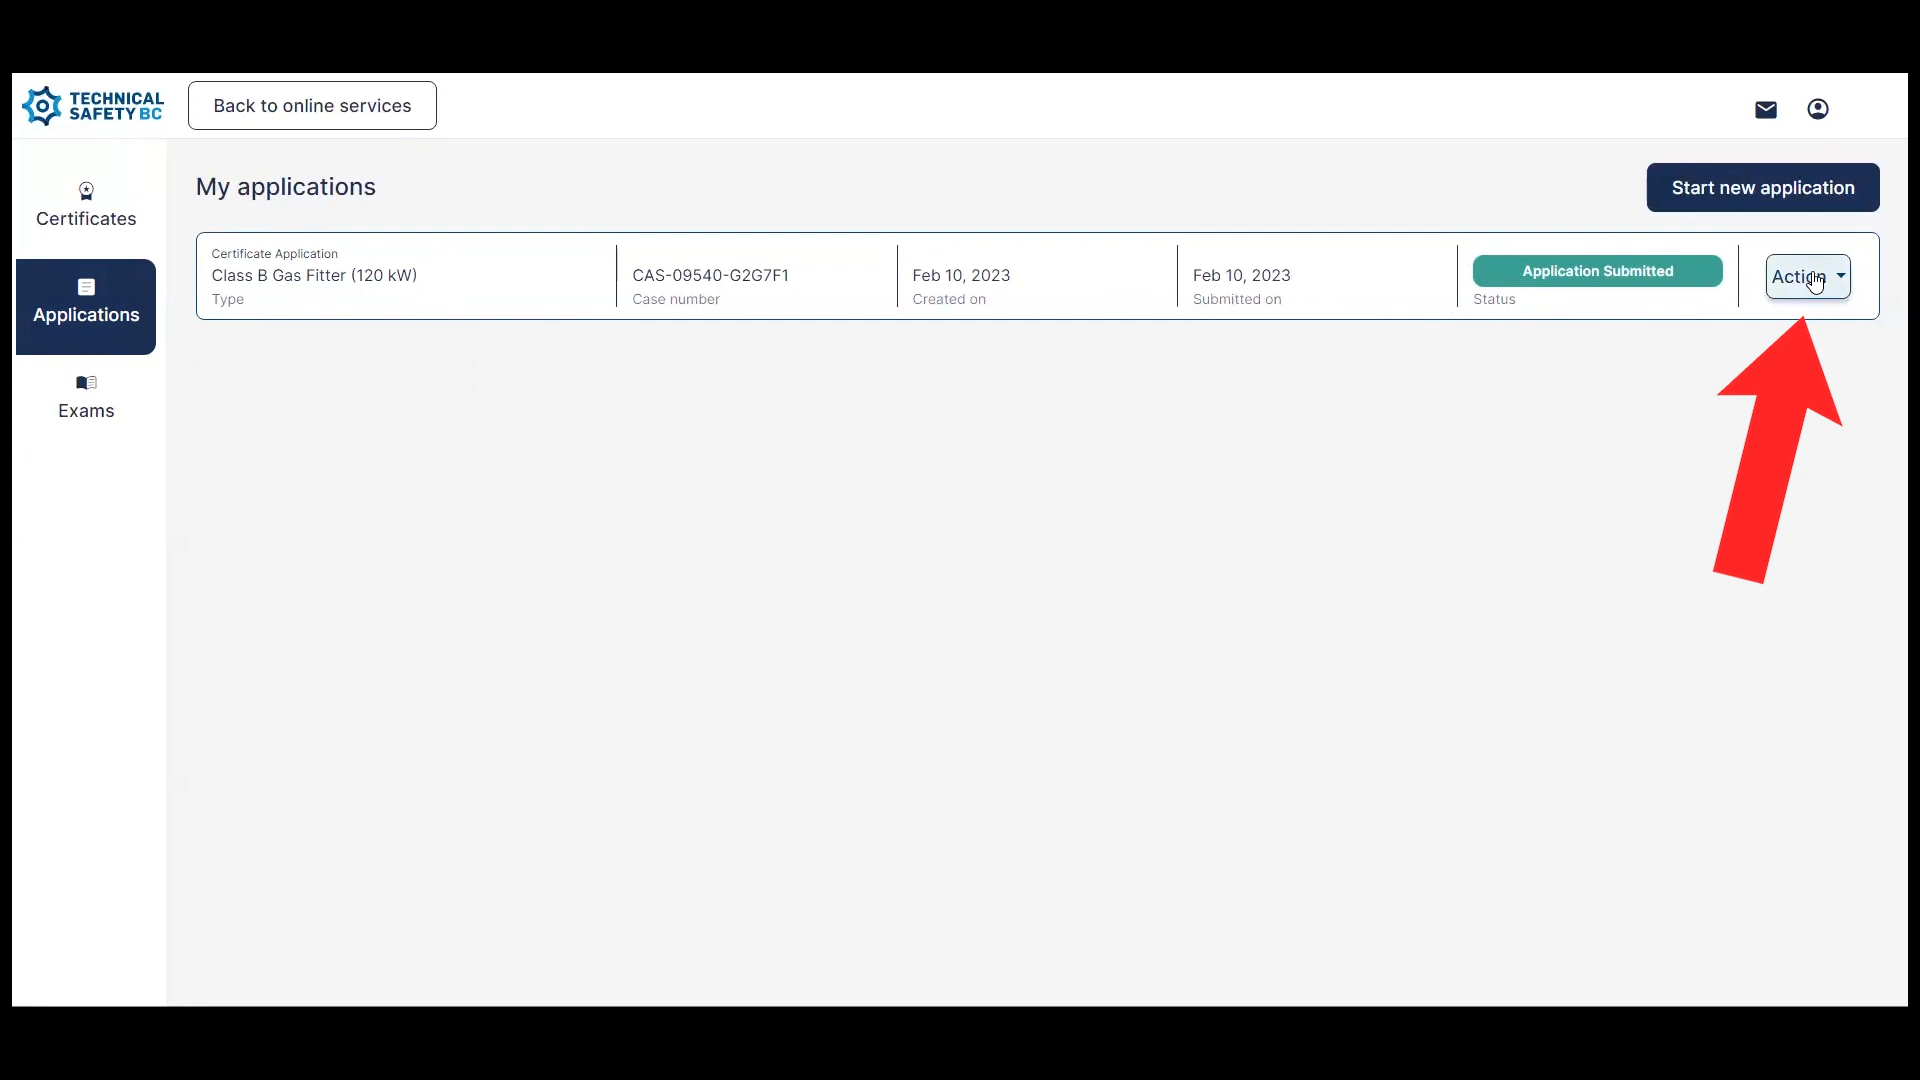 TECHNICAL
SAFETY BC
Back to online services
Certificates
Applications
Exams
My applications
Start new application
Certificate Application
Class B Gas Fitter (120 kW)
Type
CAS-09540-G2G7F1
Case number
Feb 10, 2023
Created on
Feb 10, 2023
Submitted on
Application Submitted
Status
Action